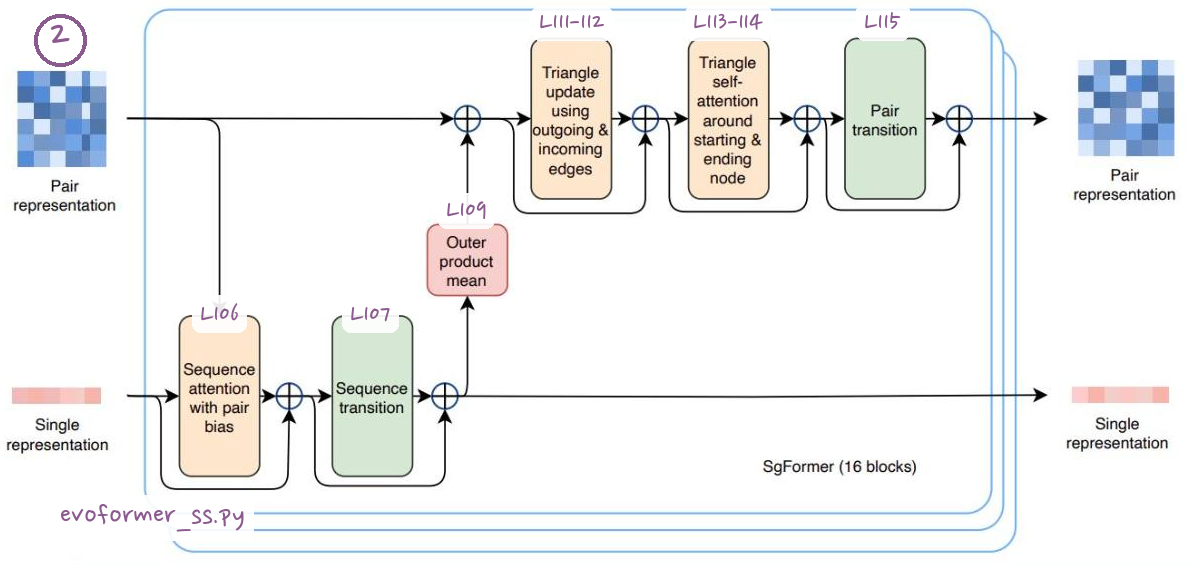 2
L111-112
L113-114
L115
Triangle
update
using
outgoing &
incoming
edges
Triangle
self-
attention
around
starting &
ending
node
Pair
transition
Pair
representation
Pair
representation
L109
Outer
product
mean
L106
L107
Sequence
attention
with pair
bias
Sequence
transition
Single
representation
Single
representation
SgFormer (16 blocks)
evoformer_ss.py